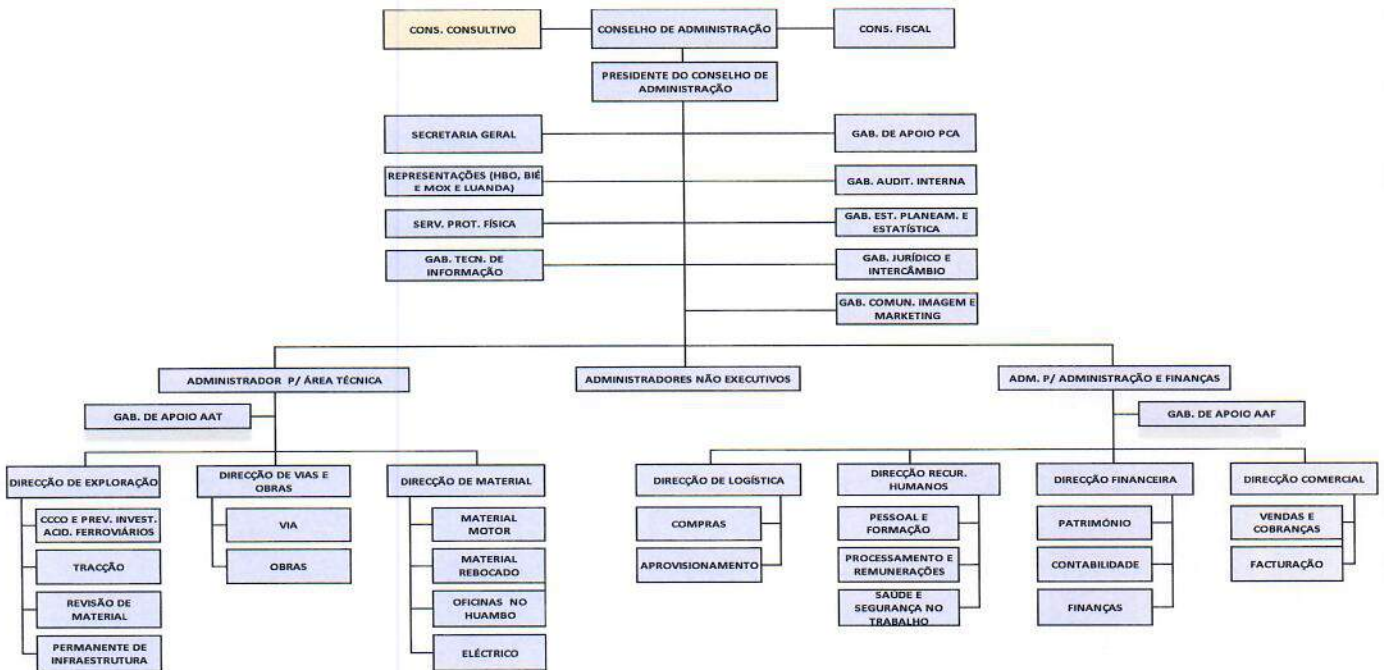 CONS. CONSULTIVO
CONSELHO DE ADMINISTRAÇÃO
CONS. FISCAL
PRESIDENTE DO CONSELHO DE
ADMINISTRAÇÃO
SECRETARIA GERAL
GAB. DE APOIO PCA
REPRESENTAÇÕES (HBO, BIÉ
E MOX E LUANDA)
GAB. AUDIT. INTERNA
SERV. PROT. FÍSICA
GAB. EST. PLANEAM. E
ESTATÍSTICA
GAB. TECN. DE
INFORMAÇÃO
GAB. JURÍDICO E
INTERCÂMBIO
GAB. COMUN. IMAGEM E
MARKETING
ADMINISTRADOR P/ ÁREA TÉCNICA
ADMINISTRADORES NÃO EXECUTIVOS
ADM. P/ ADMINISTRAÇÃO E FINANÇAS
GAB. DE APOIO AAT
GAB. DE APOIO AAF
DIRECÇÃO DE EXPLORAÇÃO
CCCO E PREV. INVEST.
ACID. FERROVIÁRIOS
TRACÇÃO
REVISÃO DE
MATERIAL
PERMANENTE DE
INFRAESTRUTURA
DIRECÇÃO DE VIAS E
OBRAS
VIA
OBRAS
DIRECÇÃO DE MATERIAL
MATERIAL
MOTOR
MATERIAL
REBOCADO
OFICINAS NO
HUAMBO
ELÉCTRICO
DIRECÇÃO DE LOGÍSTICA
COMPRAS
APROVISIONAMENTO
DIRECÇÃO RECUR.
HUMANOS
PESSOAL E
FORMAÇÃO
PROCESSAMENTO E
REMUNERAÇÕES
SAÚDE E
SEGURANÇA NO
TRABALHO
DIRECÇÃO FINANCEIRA
PATRIMÓNIO
CONTABILIDADE
FINANÇAS
DIRECÇÃO COMERCIAL
VENDAS E
COBRANÇAS
FACTURAÇÃO